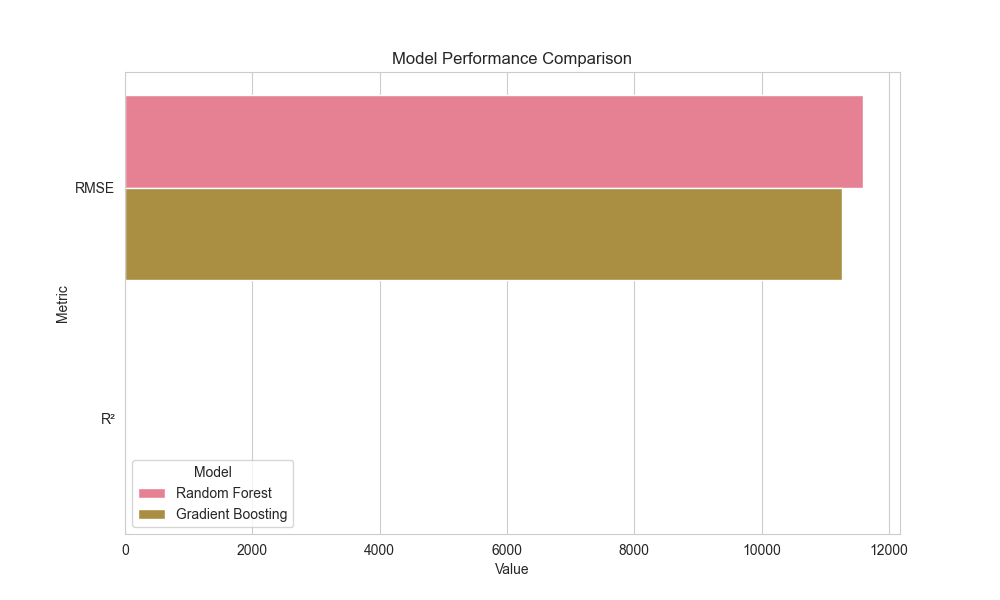 Model Performance Comparison
RMSE
Metric
R²
Model
Random Forest
Gradient Boosting
0 2000 4000 6000 8000 10000 12000
Value